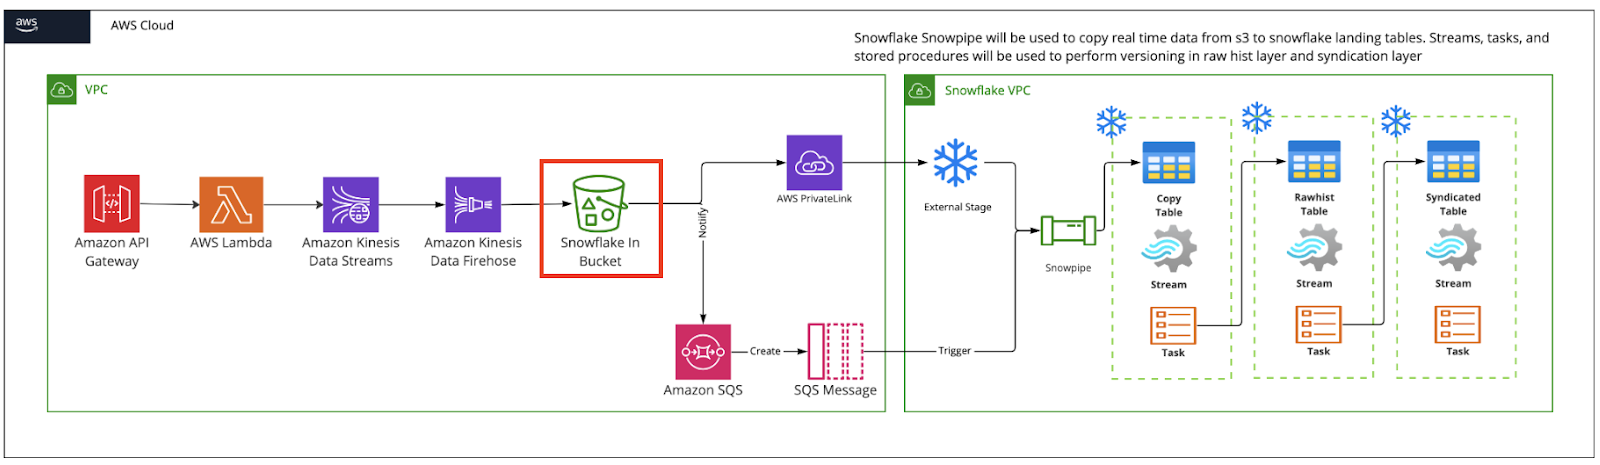 aws
AWS Cloud
Snowflake Snowpipe will be used to copy real time data from s3 to snowflake landing tables. Streams, tasks, and
stored procedures will be used to perform versioning in raw hist layer and syndication layer
VPC
Snowflake VPC
Amazon API
Gateway
AWS Lambda
Amazon Kinesis
Data Streams
Amazon Kinesis
Data Firehose
Snowflake In
Bucket
Notify
AWS PrivateLink
External Stage
Snowpipe
Amazon SQS
Create
SQS Message
Trigger
Copy
Table
Stream
Task
Rawhist
Table
Stream
Task
Syndicated
Table
Stream
Task